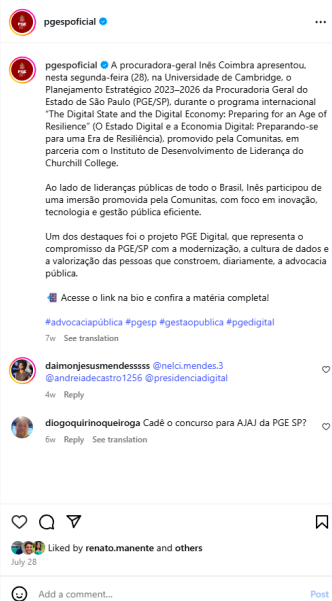 pgespoficial
pgespoficial A procuradora-geral Inês Coimbra apresentou,
nesta segunda-feira (28), na Universidade de Cambridge, o
Planejamento Estratégico 2023–2026 da Procuradoria Geral do
Estado de São Paulo (PGE/SP), durante o programa internacional
"The Digital State and the Digital Economy: Preparing for an Age of
Resilience" (O Estado Digital e a Economia Digital: Preparando-se
para uma Era de Resiliência), promovido pela Comunitas, em
parceria com o Instituto de Desenvolvimento de Liderança do
Churchill College.
Ao lado de lideranças públicas de todo o Brasil, Inês participou de
uma imersão promovida pela Comunitas, com foco em inovação,
tecnologia e gestão pública eficiente.
Um dos destaques foi o projeto PGE Digital, que representa o
compromisso da PGE/SP com a modernização, a cultura de dados e
a valorização das pessoas que constroem, diariamente, a advocacia
pública.
Acesse o link na bio e confira a matéria completa!
#advocaciapública #pgesp #gestaopublica #pgedigital
7w See translation
daimonjesusmendesssss @nelci.mendes.3
@andreiadecastro1256 @presidenciadigital
4w Reply
diogoquirinoqueiroga Cadê o concurso para AJAJ da PGE SP?
6w Reply See translation
Liked by renato.manente and others
July 28
Add a comment...
Post